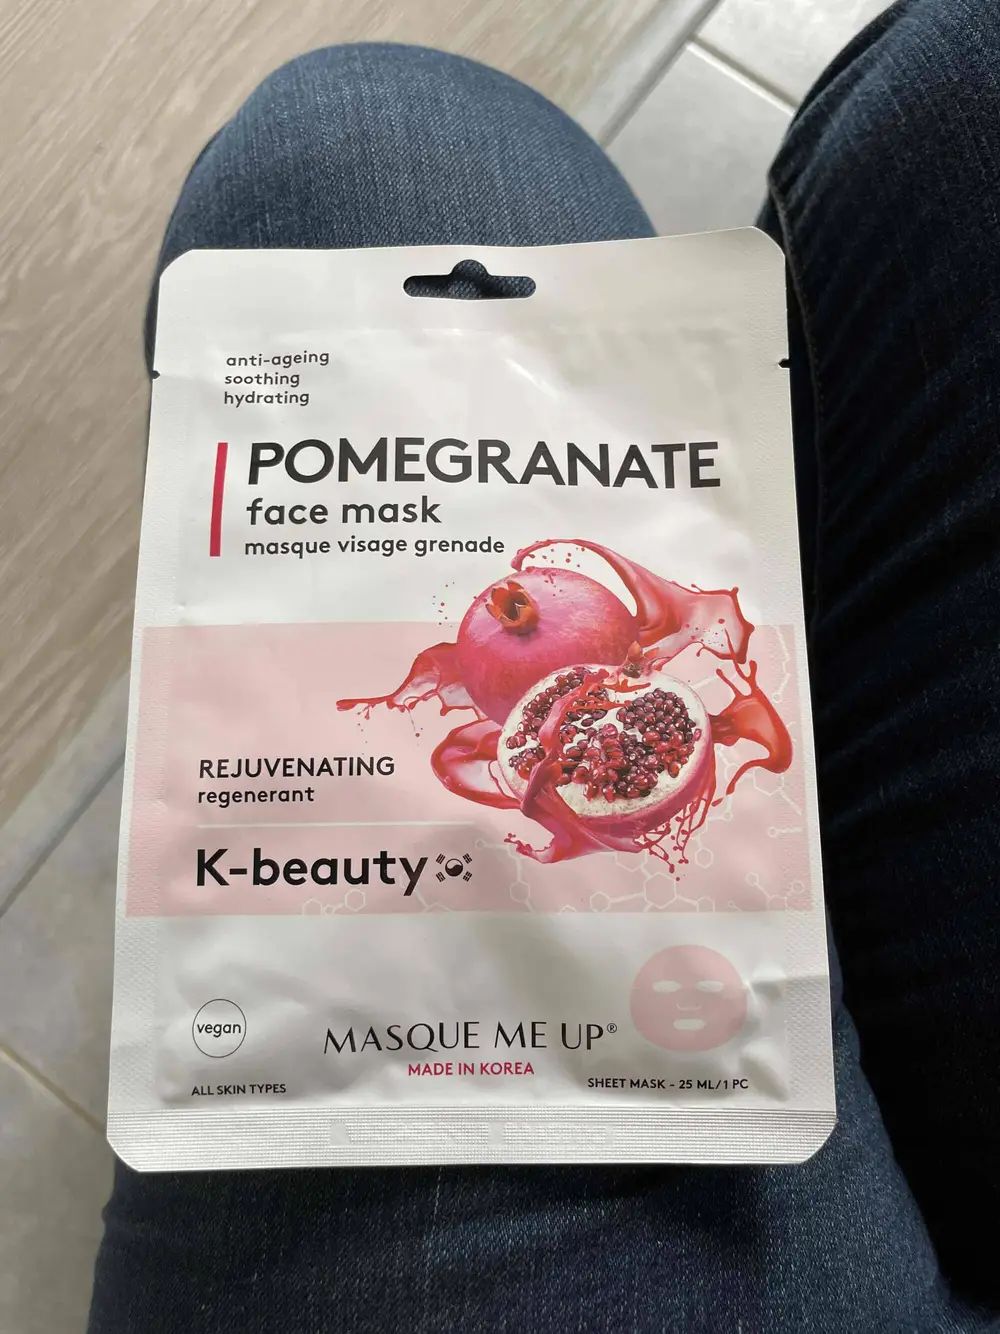 anti-ageing
soothing
hydrating
POMEGRANATE
face mask
masque visage grenade
REJUVENATING
regenerant
K-beauty
vegan
MASQUE ME UP®
MADE IN KOREA
ALL SKIN TYPES
SHEET MASK - 25 ML/1 PC